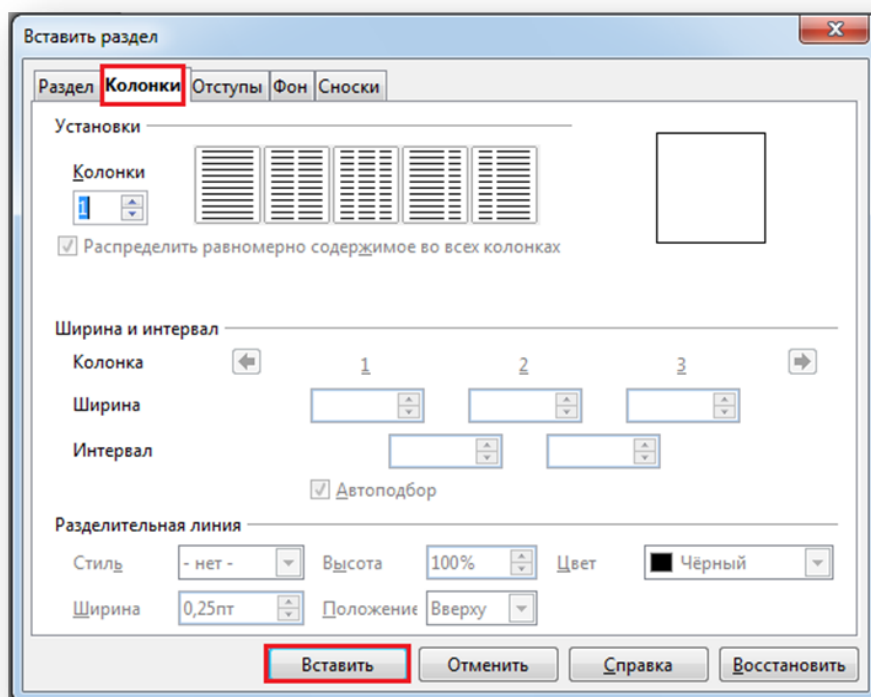 Вставить раздел
Раздел Колонки Отступы Фон Сноски
Установки
Колонки
1
Распределить равномерно содержимое во всех колонках
Ширина и интервал
Колонка 1 2 3
Ширина
Интервал
Автоподбор
Разделительная линия
Стиль - нет - Высота 100% Цвет Чёрный
Ширина 0,25пт Положение Вверху
Вставить Отменить Справка Восстановить